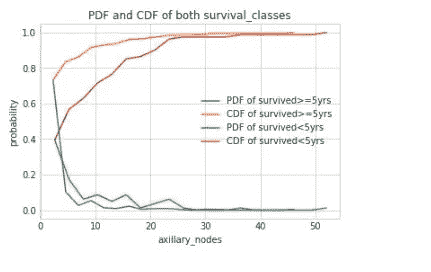 PDF and CDF of both survival_classes
1.0
0.8
0.6
0.4
0.2
0.0
probability
PDF of survived>=5yrs
CDF of survived>=5yrs
PDF of survived<5yrs
CDF of survived<5yrs
0 10 20 30 40 50
axillary_nodes